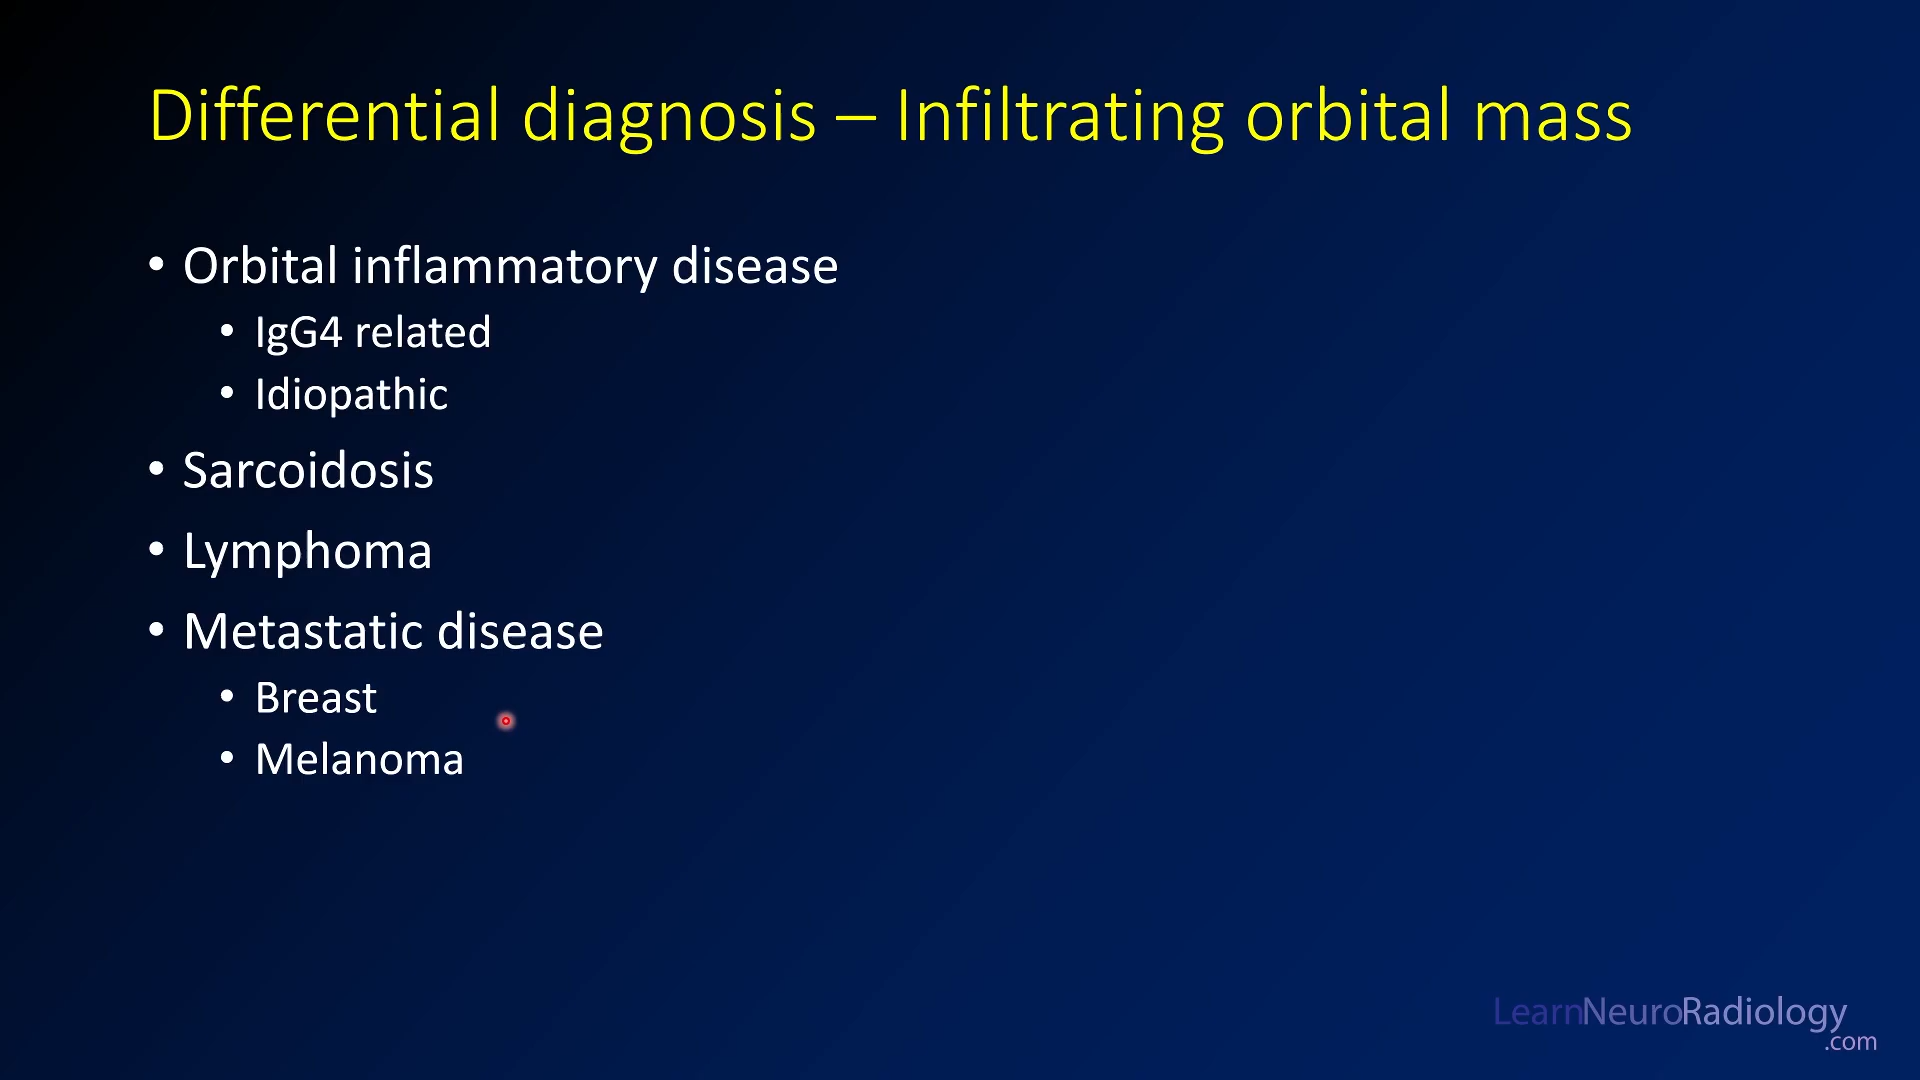 Differential diagnosis – Infiltrating orbital mass
• Orbital inflammatory disease
• IgG4 related
• Idiopathic
• Sarcoidosis
• Lymphoma
• Metastatic disease
• Breast
• Melanoma
LearnNeuroRadiology
.com